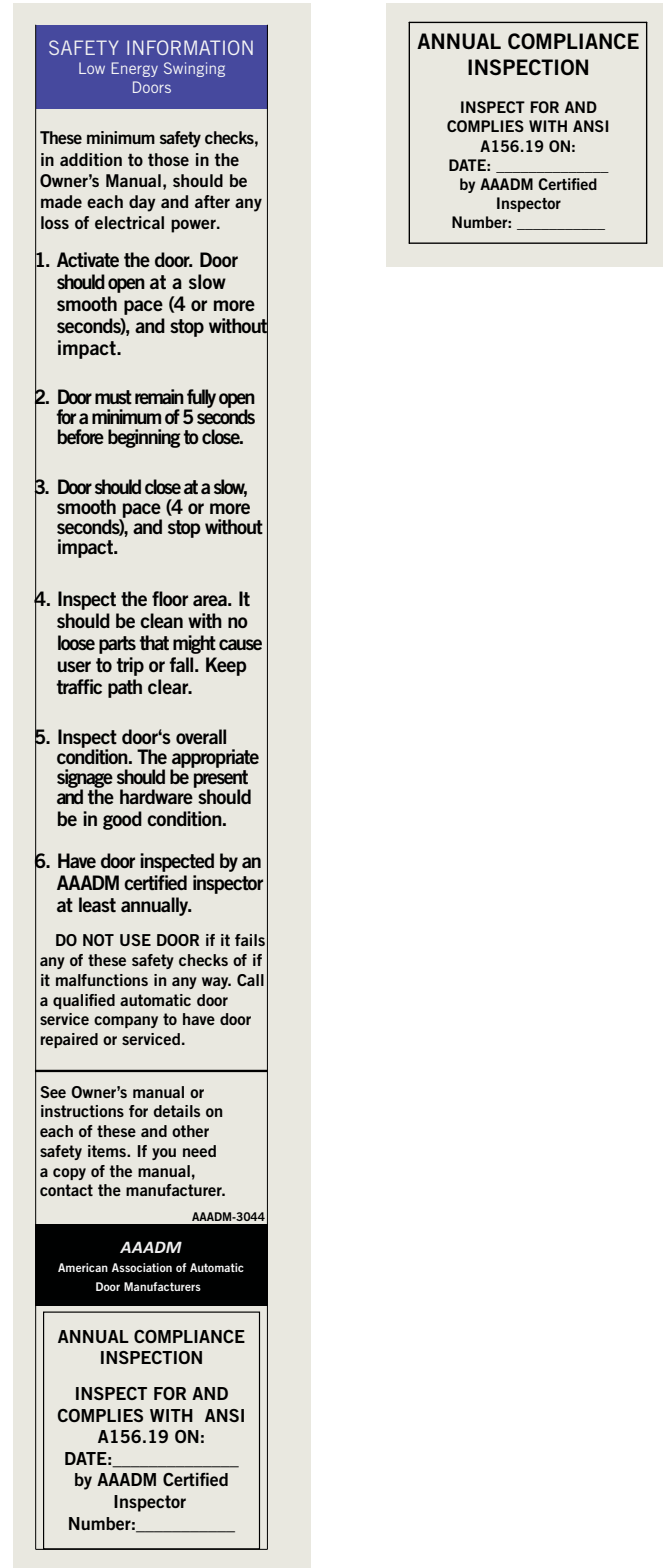 SAFETY INFORMATION
Low Energy Swinging
Doors
These minimum safety checks,
in addition to those in the
Owner's Manual, should be
made each day and after any
loss of electrical power.
1. Activate the door. Door
should open at a slow
smooth pace (4 or more
seconds), and stop without
impact.
2. Door must remain fully open
for a minimum of 5 seconds
before beginning to close.
3. Door should close at a slow,
smooth pace (4 or more
seconds), and stop without
impact.
4. Inspect the floor area. It
should be clean with no
loose parts that might cause
user to trip or fall. Keep
traffic path clear.
5. Inspect door‘s overall
condition. The appropriate
signage should be present
and the hardware should
be in good condition.
6. Have door inspected by an
AAADM certified inspector
at least annually.
DO NOT USE DOOR if it fails
any of these safety checks of if
it malfunctions in any way. Call
a qualified automatic door
service company to have door
repaired or serviced.
See Owner's manual or
instructions for details on
each of these and other
safety items. If you need
a copy of the manual,
contact the manufacturer.
AAADM-3044
AAADM
American Association of Automatic
Door Manufacturers
ANNUAL COMPLIANCE
INSPECTION
INSPECT FOR AND
COMPLIES WITH ANSI
A156.19 ON:
DATE:______________
by AAADM Certified
Inspector
Number:___________
ANNUAL COMPLIANCE
INSPECTION
INSPECT FOR AND
COMPLIES WITH ANSI
A156.19 ON:
DATE: ______________
by AAADM Certified
Inspector
Number: ___________